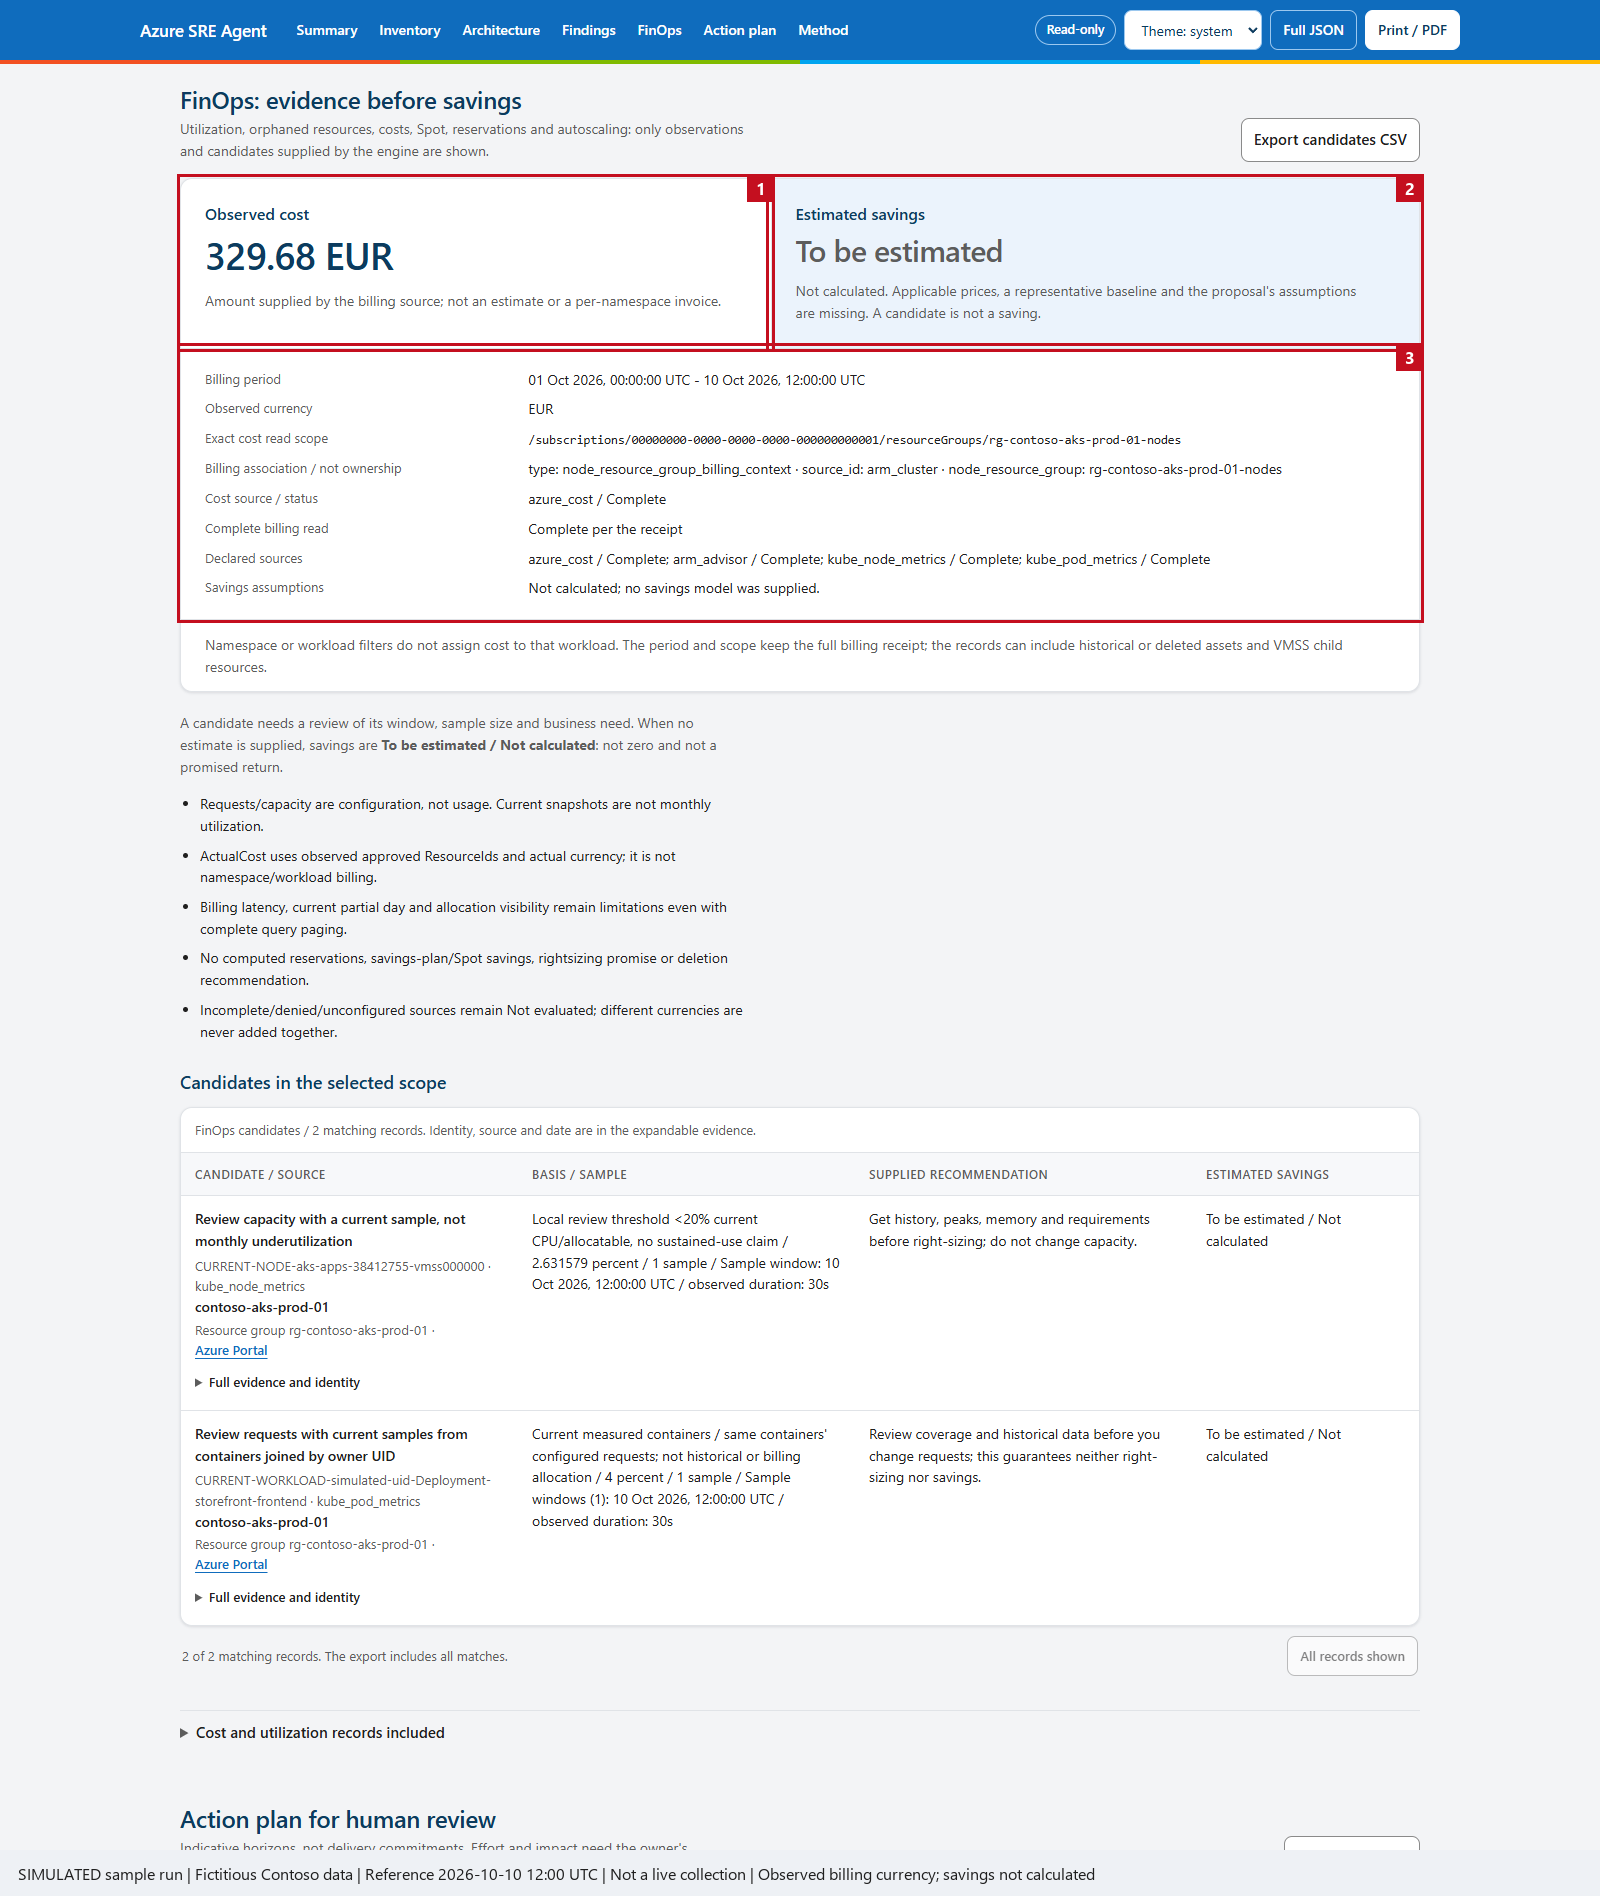 Azure SRE Agent Summary Inventory Architecture Findings FinOps Action plan Method Read-only Theme: system Full JSON Print / PDF
FinOps: evidence before savings
Utilization, orphaned resources, costs, Spot, reservations and autoscaling: only observations
and candidates supplied by the engine are shown.
Export candidates CSV
1
Observed cost
329.68 EUR
Amount supplied by the billing source; not an estimate or a per-namespace invoice.
2
Estimated savings
To be estimated
Not calculated. Applicable prices, a representative baseline and the proposal's assumptions
are missing. A candidate is not a saving.
3
Billing period 01 Oct 2026, 00:00:00 UTC - 10 Oct 2026, 12:00:00 UTC
Observed currency EUR
Exact cost read scope /subscriptions/00000000-0000-0000-0000-000000000001/resourceGroups/rg-contoso-aks-prod-01-nodes
Billing association / not ownership type: node_resource_group_billing_context · source_id: arm_cluster · node_resource_group: rg-contoso-aks-prod-01-nodes
Cost source / status azure_cost / Complete
Complete billing read Complete per the receipt
Declared sources azure_cost / Complete; arm_advisor / Complete; kube_node_metrics / Complete; kube_pod_metrics / Complete
Savings assumptions Not calculated; no savings model was supplied.
Namespace or workload filters do not assign cost to that workload. The period and scope keep the full billing receipt; the records can include historical or deleted assets and VMSS child
resources.
A candidate needs a review of its window, sample size and business need. When no
estimate is supplied, savings are To be estimated / Not calculated: not zero and not a
promised return.
• Requests/capacity are configuration, not usage. Current snapshots are not monthly
utilization.
• ActualCost uses observed approved ResourceIds and actual currency; it is not
namespace/workload billing.
• Billing latency, current partial day and allocation visibility remain limitations even with
complete query paging.
• No computed reservations, savings-plan/Spot savings, rightsizing promise or deletion
recommendation.
• Incomplete/denied/unconfigured sources remain Not evaluated; different currencies are
never added together.
Candidates in the selected scope
FinOps candidates / 2 matching records. Identity, source and date are in the expandable evidence.
CANDIDATE / SOURCE BASIS / SAMPLE SUPPLIED RECOMMENDATION ESTIMATED SAVINGS
Review capacity with a current sample, not
monthly underutilization
CURRENT-NODE-aks-apps-38412755-vmss000000 ·
kube_node_metrics
contoso-aks-prod-01
Resource group rg-contoso-aks-prod-01 ·
Azure Portal
▶ Full evidence and identity
Local review threshold <20% current
CPU/allocatable, no sustained-use claim /
2.631579 percent / 1 sample / Sample window: 10
Oct 2026, 12:00:00 UTC / observed duration: 30s
Get history, peaks, memory and requirements
before right-sizing; do not change capacity.
To be estimated / Not
calculated
Review requests with current samples from
containers joined by owner UID
CURRENT-WORKLOAD-simulated-uid-Deployment-
storefront-frontend · kube_pod_metrics
contoso-aks-prod-01
Resource group rg-contoso-aks-prod-01 ·
Azure Portal
▶ Full evidence and identity
Current measured containers / same containers'
configured requests; not historical or billing
allocation / 4 percent / 1 sample / Sample
windows (1): 10 Oct 2026, 12:00:00 UTC /
observed duration: 30s
Review coverage and historical data before you
change requests; this guarantees neither right-
sizing nor savings.
To be estimated / Not
calculated
2 of 2 matching records. The export includes all matches.
All records shown
▶ Cost and utilization records included
Action plan for human review
Indicative horizons, not delivery commitments. Effort and impact need the owner's
SIMULATED sample run | Fictitious Contoso data | Reference 2026-10-10 12:00 UTC | Not a live collection | Observed billing currency; savings not calculated